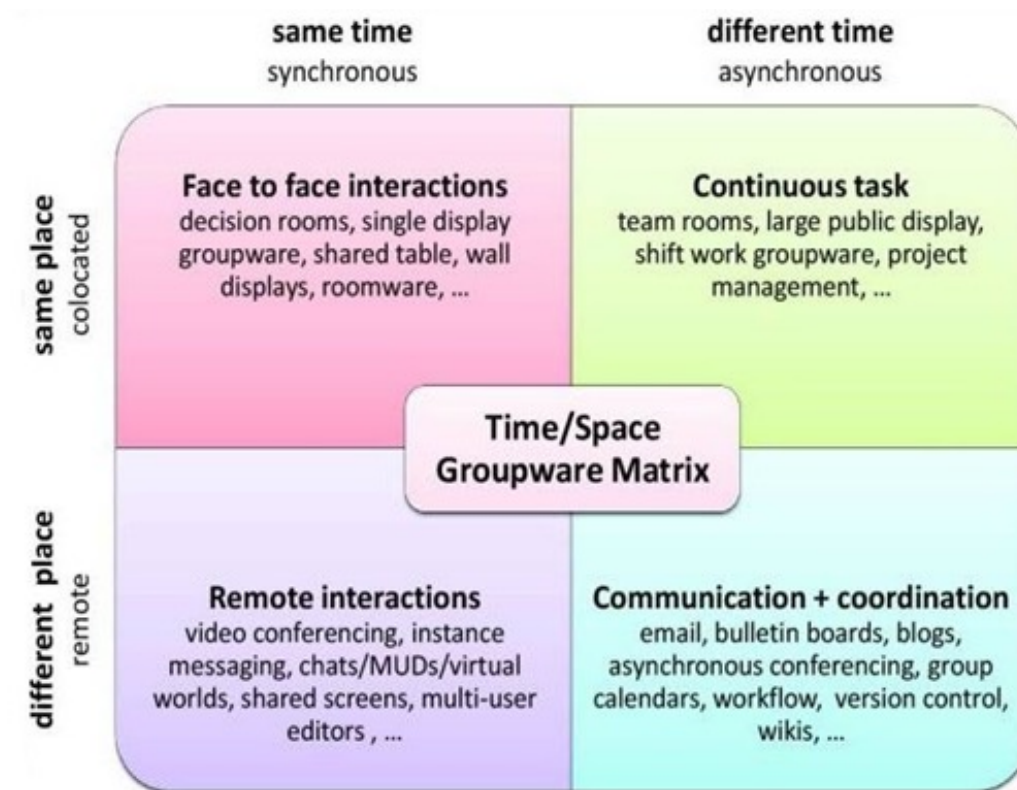 same time
synchronous
different time
asynchronous
same place
colocated
Face to face interactions
decision rooms, single display
groupware, shared table, wall
displays, roomware, ...
Continuous task
team rooms, large public display,
shift work groupware, project
management, ...
Time/Space
Groupware Matrix
different place
remote
Remote interactions
video conferencing, instance
messaging, chats/MUDs/virtual
worlds, shared screens, multi-user
editors , ...
Communication + coordination
email, bulletin boards, blogs,
asynchronous conferencing, group
calendars, workflow, version control,
wikis, ...